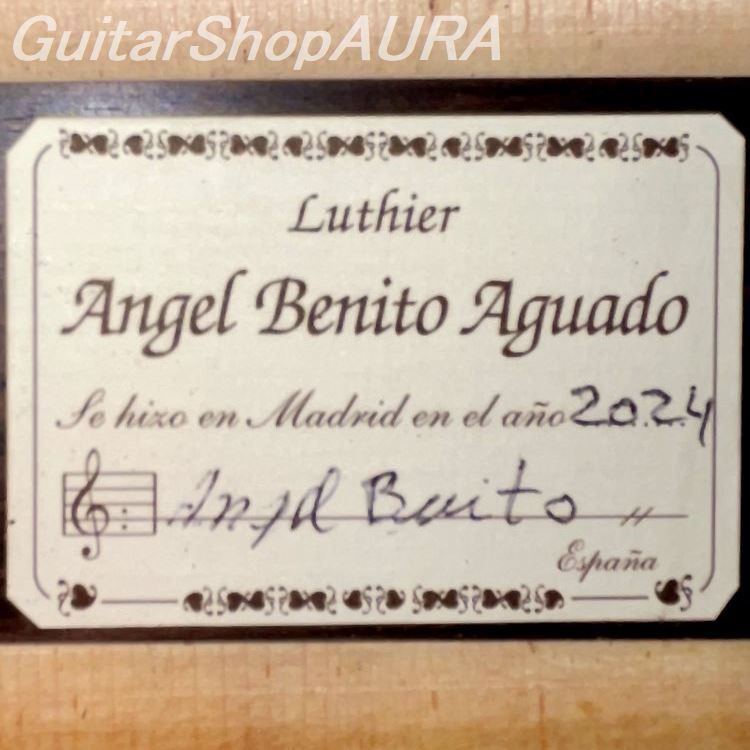 GuitarShopAURA
Luthier
Angel Benito Aguado
Se hizo en Madrid en el año 2024
Angel Benito
España